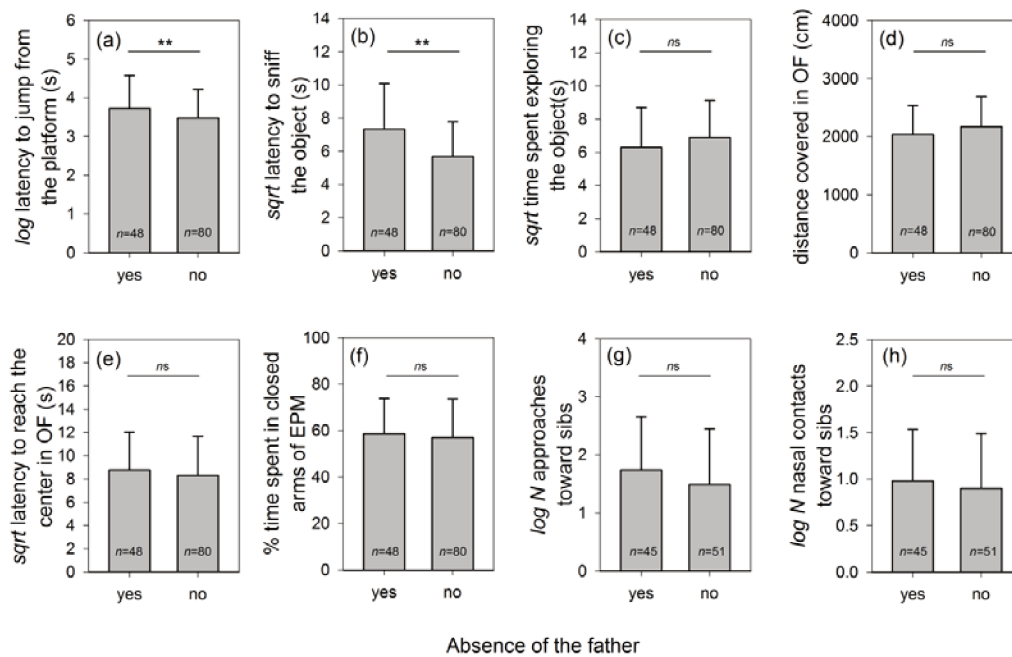 log latency to jump from
the platform (s)
6
5
4
3
2
1
0
(a)
**
n=48
n=80
yes
no
sqrt latency to sniff
the object (s)
14
12
10
8
6
4
2
0
(b)
**
n=48
n=80
yes
no
sqrt time spent exploring
the object(s)
14
12
10
8
6
4
2
0
(c)
ns
n=48
n=80
yes
no
distance covered in OF (cm)
4000
3000
2000
1000
0
(d)
ns
n=48
n=80
yes
no
sqrt latency to reach the
center in OF (s)
20
18
16
14
12
10
8
6
4
2
0
(e)
ns
n=48
n=80
yes
no
% time spent in closed
arms of EPM
100
80
60
40
20
0
(f)
ns
n=48
n=80
yes
no
log N approaches
toward sibs
4
3
2
1
0
(g)
ns
n=45
n=51
yes
no
log N nasal contacts
toward sibs
2.5
2.0
1.5
1.0
0.5
0.0
(h)
ns
n=45
n=51
yes
no
Absence of the father